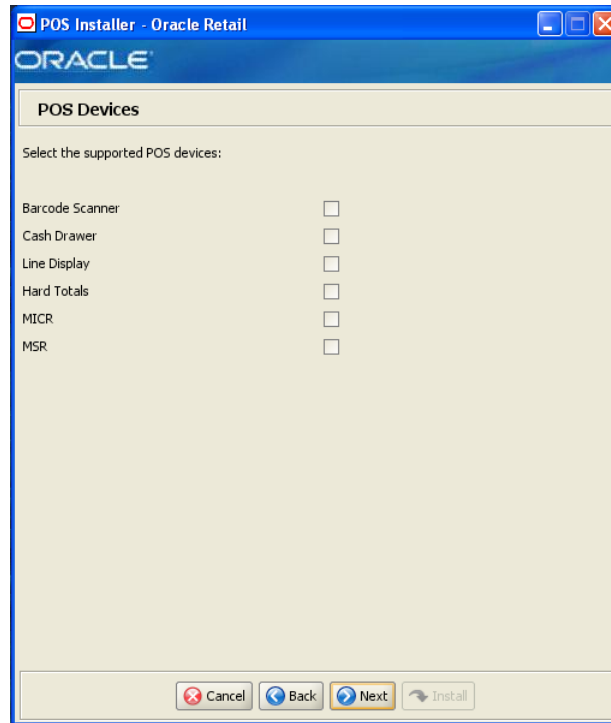 POS Installer - Oracle Retail
ORACLE
POS Devices
Select the supported POS devices:
Barcode Scanner
Cash Drawer
Line Display
Hard Totals
MICR
MSR
Cancel Back Next Install